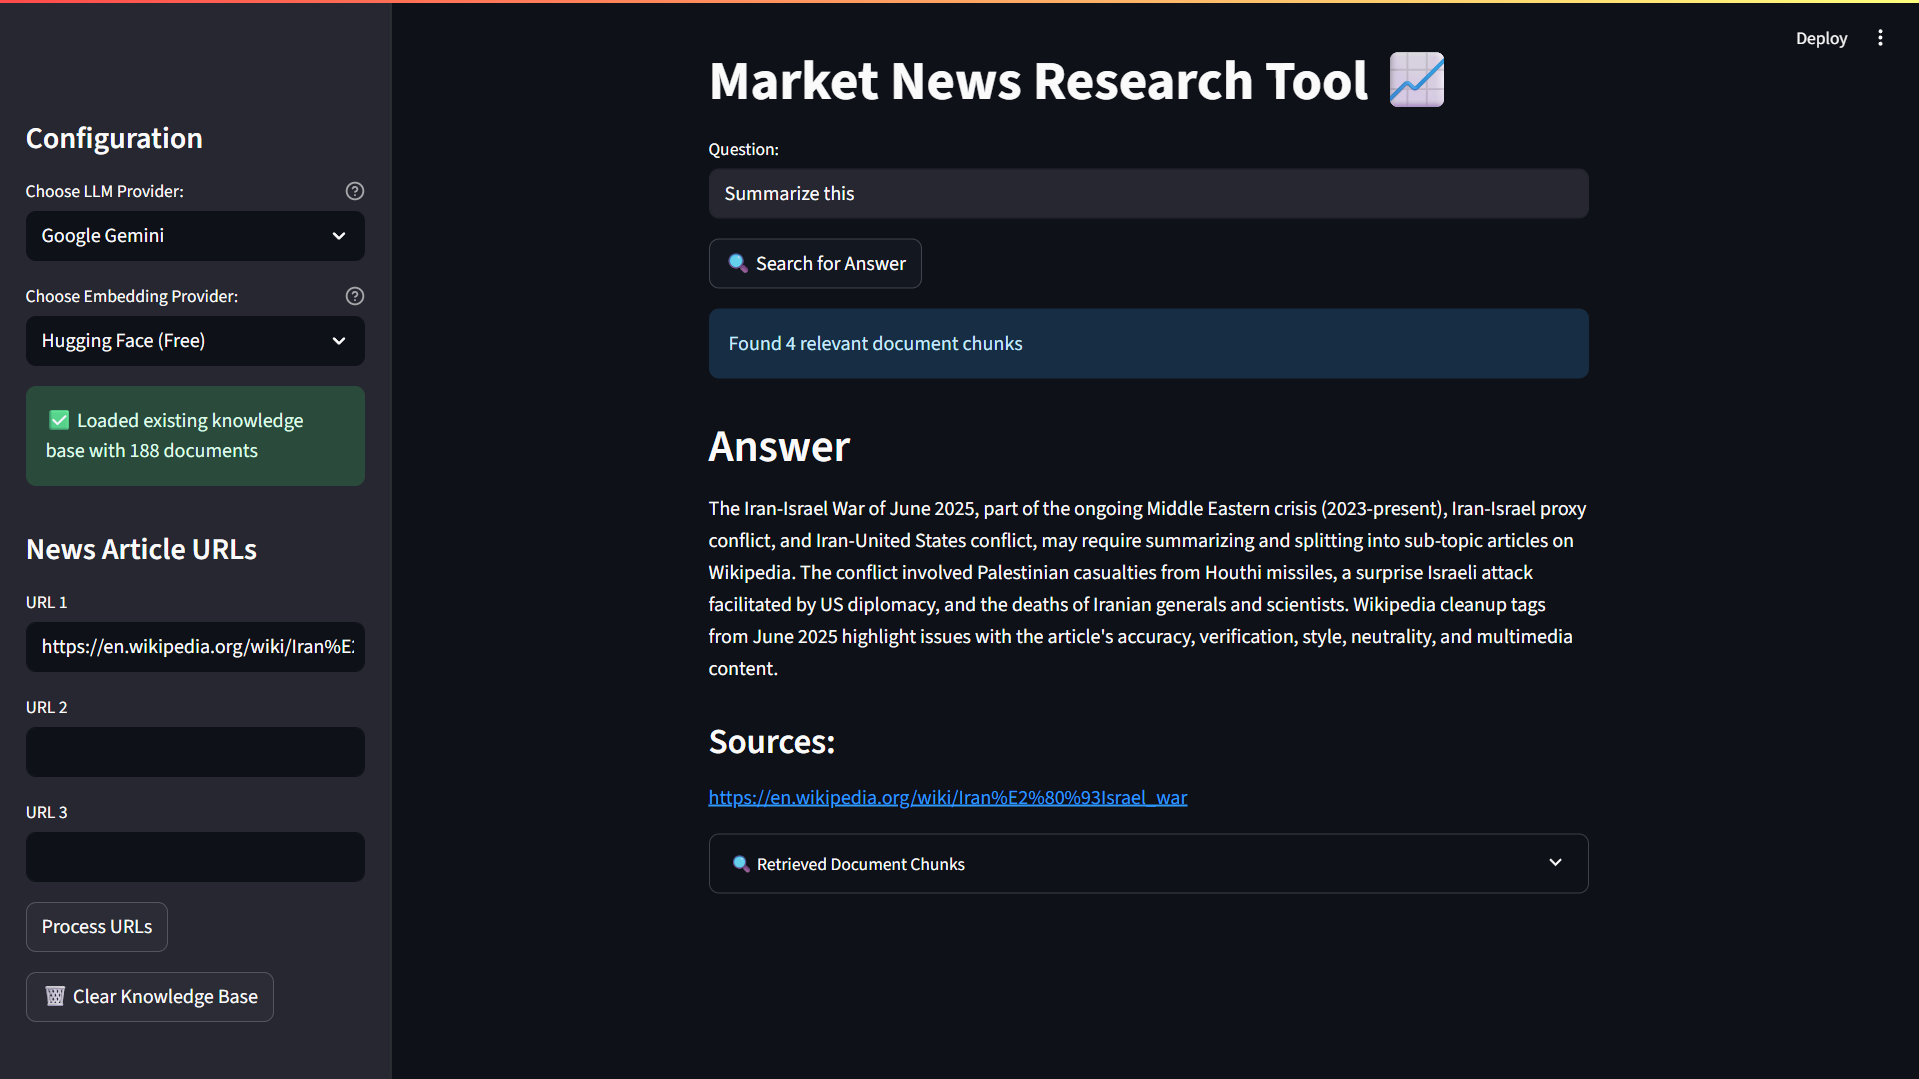 Deploy
Configuration
Choose LLM Provider:
Google Gemini
Choose Embedding Provider:
Hugging Face (Free)
Loaded existing knowledge
base with 188 documents
News Article URLs
URL 1
https://en.wikipedia.org/wiki/Iran%E2
URL 2
URL 3
Process URLs
Clear Knowledge Base
Market News Research Tool
Question:
Summarize this
Search for Answer
Found 4 relevant document chunks
Answer
The Iran-Israel War of June 2025, part of the ongoing Middle Eastern crisis (2023-present), Iran-Israel proxy
conflict, and Iran-United States conflict, may require summarizing and splitting into sub-topic articles on
Wikipedia. The conflict involved Palestinian casualties from Houthi missiles, a surprise Israeli attack
facilitated by US diplomacy, and the deaths of Iranian generals and scientists. Wikipedia cleanup tags
from June 2025 highlight issues with the article's accuracy, verification, style, neutrality, and multimedia
content.
Sources:
https://en.wikipedia.org/wiki/Iran%E2%80%93Israel_war
Retrieved Document Chunks